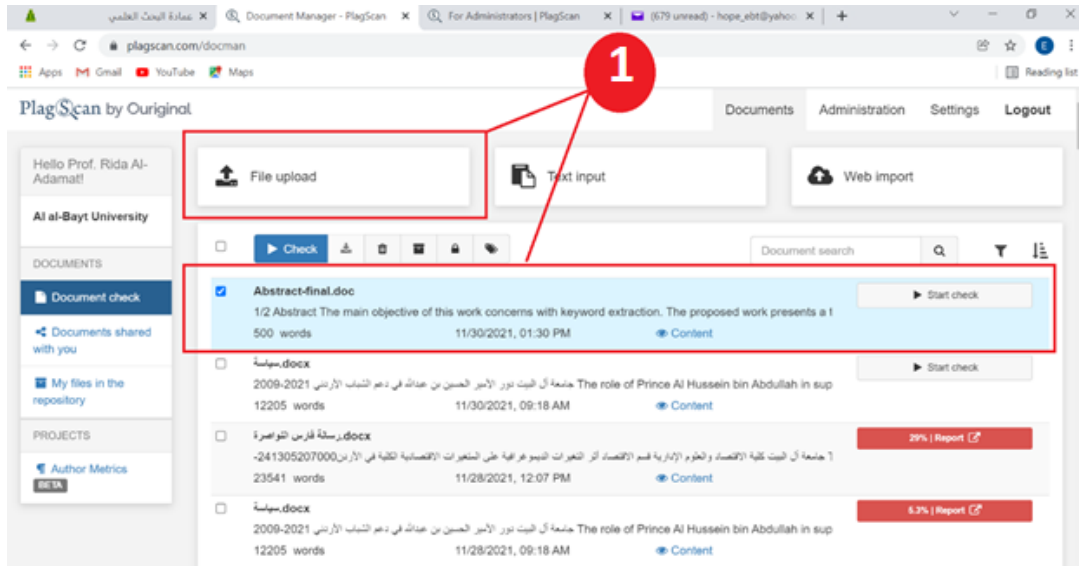 عمادة البحث العلمي
Document Manager - PlagScan
For Administrators | PlagScan
(679 unread) - hope_ebt@yahoo
plagscan.com/docman
E
Apps
Gmail
YouTube
Maps
Reading list
1
PlagScan by Ouriginal
Documents
Administration
Settings
Logout
Hello Prof. Rida Al-
Adamat!
File upload
Text input
Web import
Al al-Bayt University
DOCUMENTS
Check
Document search
Document check
Abstract-final.doc
1/2 Abstract The main objective of this work concerns with keyword extraction. The proposed work presents a f
Start check
500 words
11/30/2021, 01:30 PM
Content
Documents shared
with you
سياسة.docx
جامعة آل البيت دور الأمير الحسين بن عبدالله في دعم الشباب الأردني 2021-2009 The role of Prince Al Hussein bin Abdullah in sup
Start check
12205 words
11/30/2021, 09:18 AM
Content
My files in the
repository
PROJECTS
رسالة فارس النواصرة.docx
جامعة آل البيت كلية الاقتصاد والعلوم الإدارية قسم الاقتصاد أثر التغيرات الديموغرافية على المتغيرات الاقتصادية الكلية في الأردن241305207000-
29% | Report
23541 words
11/28/2021, 12:07 PM
Content
Author Metrics
BETA
سياسة.docx
جامعة آل البيت دور الأمير الحسين بن عبدالله في دعم الشباب الأردني 2021-2009 The role of Prince Al Hussein bin Abdullah in sup
6.3% | Report
12205 words
11/28/2021, 09:18 AM
Content